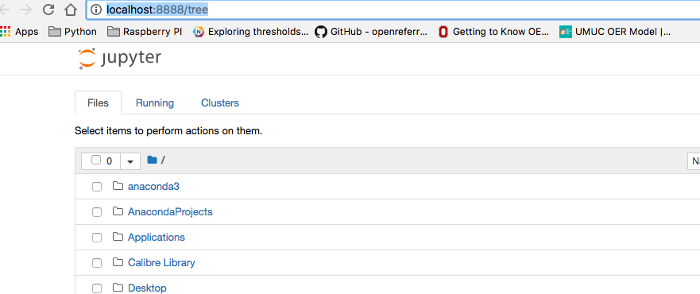 localhost:8888/tree
Apps Python Raspberry PI Exploring thresholds... GitHub - openreferr... Getting to Know OE... UMUC OER Model |...
jupyter
Files Running Clusters
Select items to perform actions on them.
0 / N
anaconda3
AnacondaProjects
Applications
Calibre Library
Desktop